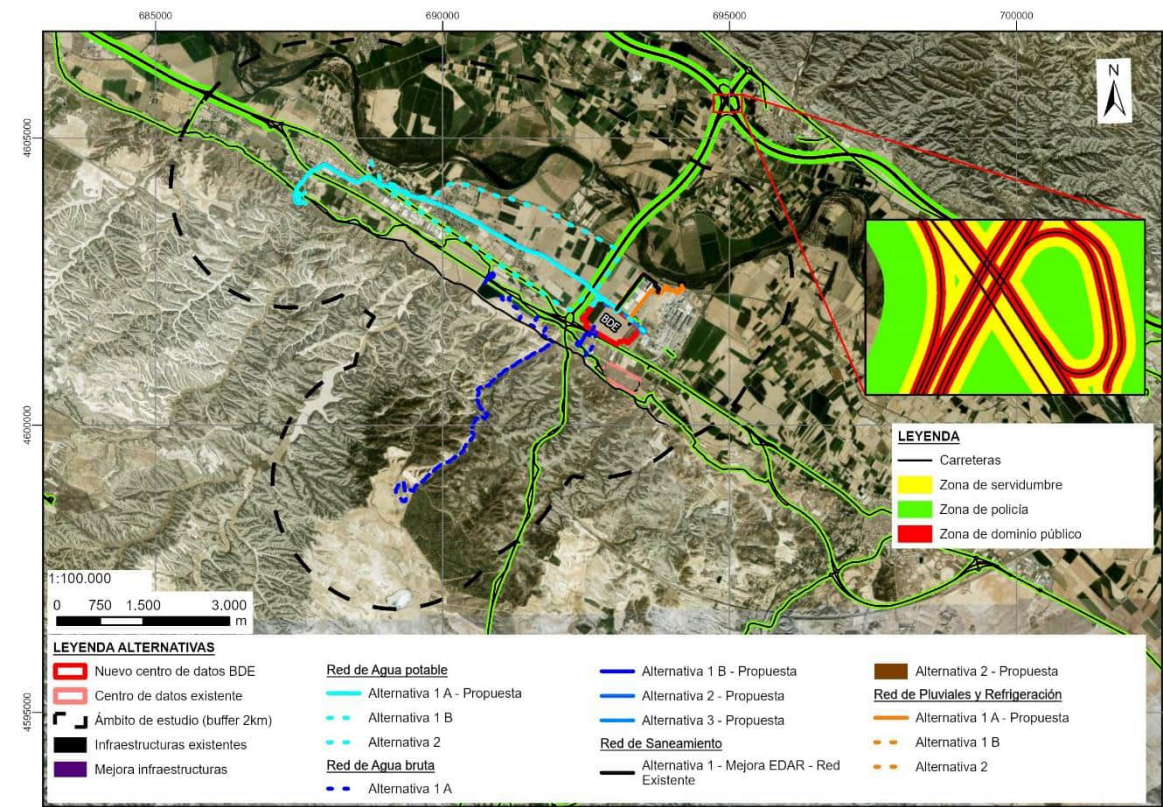 685000 690000 695000 700000
4605000
4600000
4595000
N
BDE
LEYENDA
Carreteras
Zona de servidumbre
Zona de policía
Zona de dominio público
1:100.000
0 750 1.500 3.000
m
LEYENDA ALTERNATIVAS
Nuevo centro de datos BDE
Centro de datos existente
Ámbito de estudio (buffer 2km)
Infraestructuras existentes
Mejora infraestructuras
Red de Agua potable
Alternativa 1 A - Propuesta
Alternativa 1 B
Alternativa 2
Red de Agua bruta
Alternativa 1 A
Alternativa 1 B - Propuesta
Alternativa 2 - Propuesta
Alternativa 3 - Propuesta
Red de Saneamiento
Alternativa 1 - Mejora EDAR - Red
Existente
Alternativa 2 - Propuesta
Red de Pluviales y Refrigeración
Alternativa 1 A - Propuesta
Alternativa 1 B
Alternativa 2